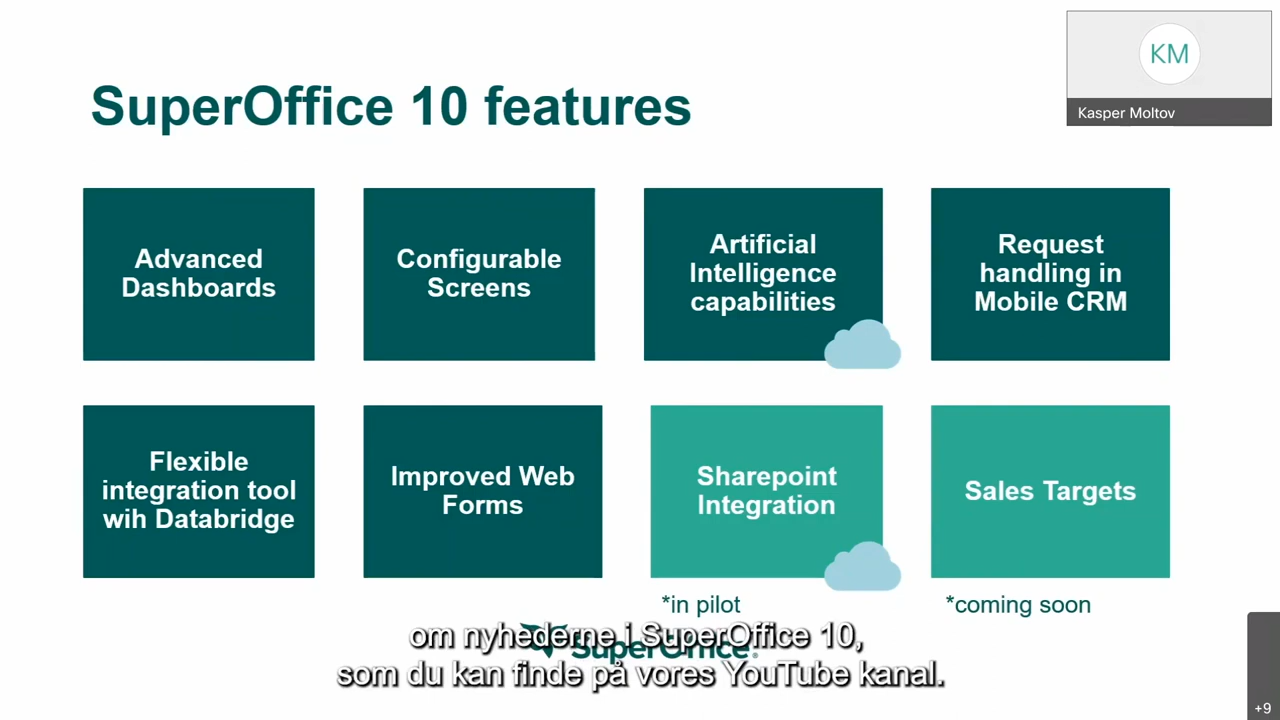 KM
Kasper Moltov
SuperOffice 10 features
Advanced
Dashboards
Configurable
Screens
Artificial
Intelligence
capabilities
Request
handling in
Mobile CRM
Flexible
integration tool
wih Databridge
Improved Web
Forms
Sharepoint
Integration
Sales Targets
*in pilot
*coming soon
SuperOffice®
om nyhederne i SuperOffice 10,
som du kan finde på vores YouTube kanal.
+9